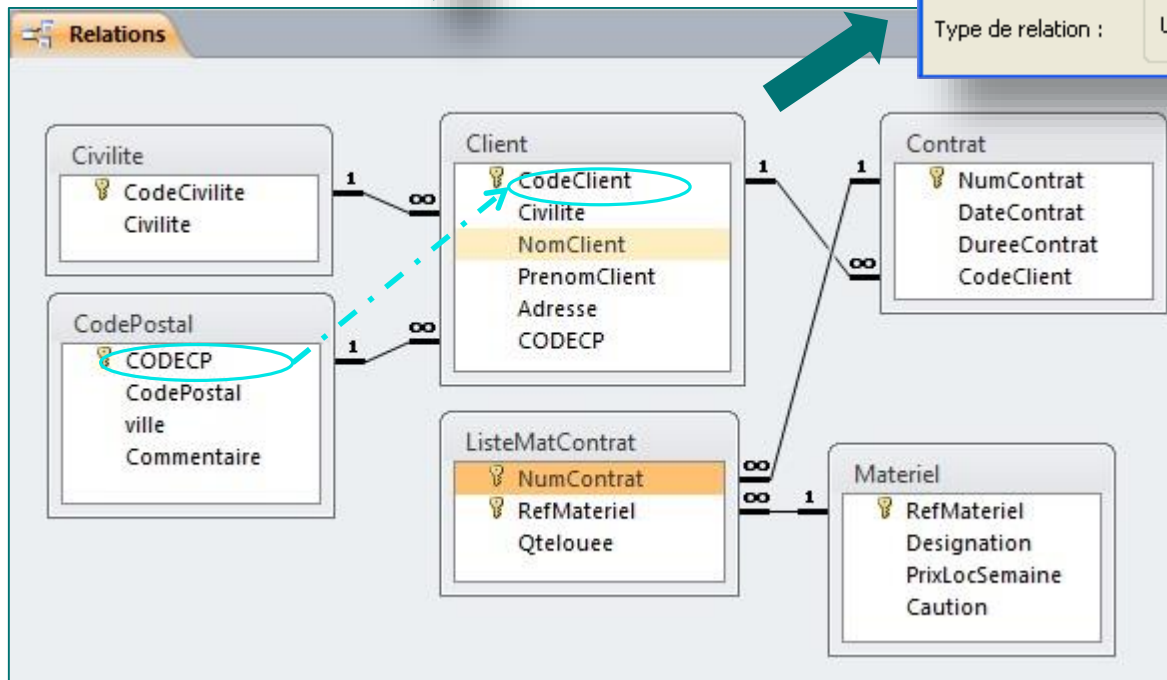 Relations
Type de relation :
Civilite
CodeCivilite
Civilite
1
∞
Client
CodeClient
Civilite
NomClient
PrenomClient
Adresse
CODECP
1
∞
Contrat
NumContrat
DateContrat
DureeContrat
CodeClient
1
∞
CodePostal
CODECP
CodePostal
ville
Commentaire
1
∞
ListeMatContrat
NumContrat
RefMateriel
Qtelouee
∞
1
Materiel
RefMateriel
Designation
PrixLocSemaine
Caution